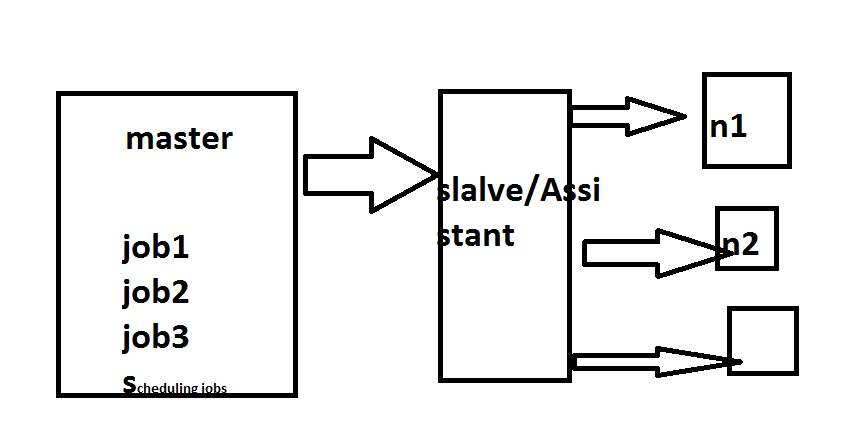 master
job1
job2
job3
scheduling jobs
slalve/Assi
stant
n1
n2